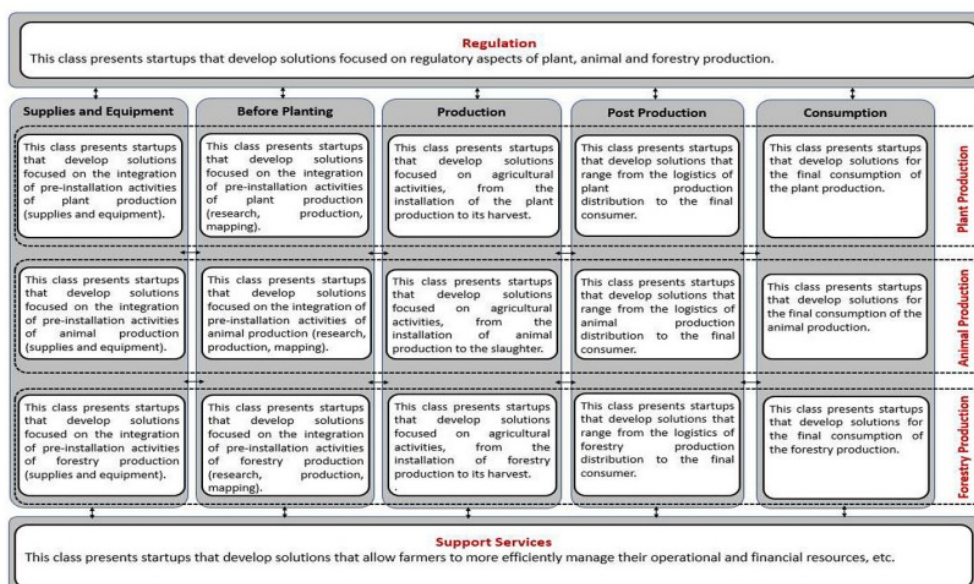 Regulation
This class presents startups that develop solutions focused on regulatory aspects of plant, animal and forestry production.
Supplies and Equipment
Before Planting
Production
Post Production
Consumption
This class presents startups
that develop solutions
focused on the integration
of pre-installation activities
of plant production
(supplies and equipment).
This class presents startups
that develop solutions
focused on the integration
of pre-installation activities
of plant production
(research, production,
mapping).
This class presents startups
that develop solutions
focused on agricultural
activities, from the
installation of the plant
production to its harvest.
This class presents startups
that develop solutions that
range from the logistics of
plant production
distribution to the final
consumer.
This class presents startups
that develop solutions for
the final consumption of
the plant production.
Plant Production
This class presents startups
that develop solutions
focused on the integration
of pre-installation activities
of animal production
(supplies and equipment).
This class presents startups
that develop solutions
focused on the integration of
pre-installation activities of
animal production (research,
production, mapping).
This class presents startups
that develop solutions
focused on agricultural
activities, from the
installation of animal
production to the slaughter.
This class presents startups
that develop solutions that
range from the logistics of
animal production
distribution to the final
consumer.
This class presents startups
that develop solutions for
the final consumption of the
animal production.
Animal Production
This class presents startups
that develop solutions
focused on the integration
of pre-installation activities
of forestry production
(supplies and equipment).
This class presents startups
that develop solutions
focused on the integration
of pre-installation activities
of forestry production
(research, production,
mapping).
This class presents startups
that develop solutions
focused on agricultural
activities, from the
installation of forestry
production to its harvest.
.
This class presents startups
that develop solutions that
range from the logistics of
forestry production
distribution to the final
consumer.
This class presents startups
that develop solutions for
the final consumption of
the forestry production.
Forestry Production
Support Services
This class presents startups that develop solutions that allow farmers to more efficiently manage their operational and financial resources, etc.